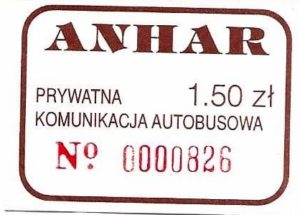 ANHAR
PRYWATNA 1.50 zł
KOMUNIKACJA AUTOBUSOWA
Nº 0000826